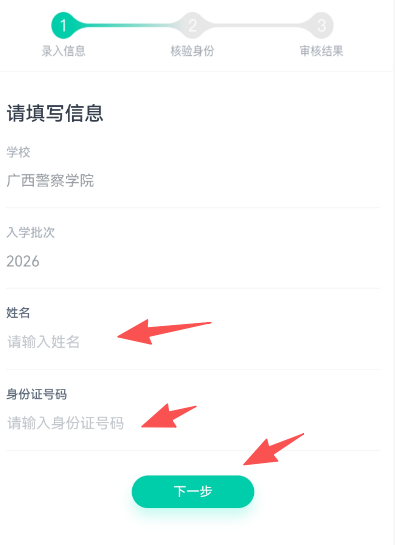 1 2 3
录入信息 核验身份 审核结果
请填写信息
学校
广西警察学院
入学批次
2026
姓名
请输入姓名
身份证号码
请输入身份证号码
下一步